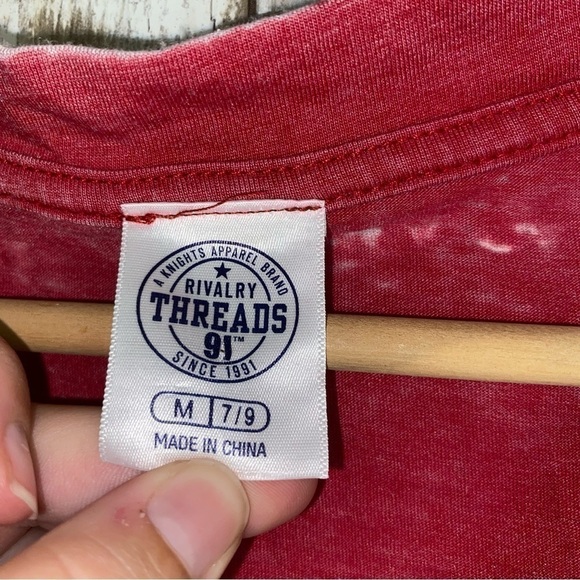 A KNIGHTS APPAREL BRAND
RIVALRY
THREADS
91™
SINCE 1991
M 7/9
MADE IN CHINA